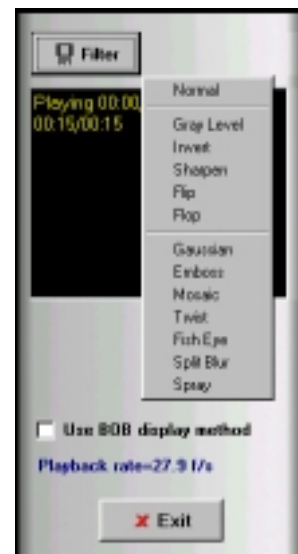 Filter
Playing 00:00,
00:15/00:15
Normal
Gray Level
Invert
Sharpen
Flip
Flop
Gaussian
Emboss
Mosaic
Twist
Fish Eye
Split Blur
Spray
Use BOB display method
Playback rate=27.9 f/s
Exit